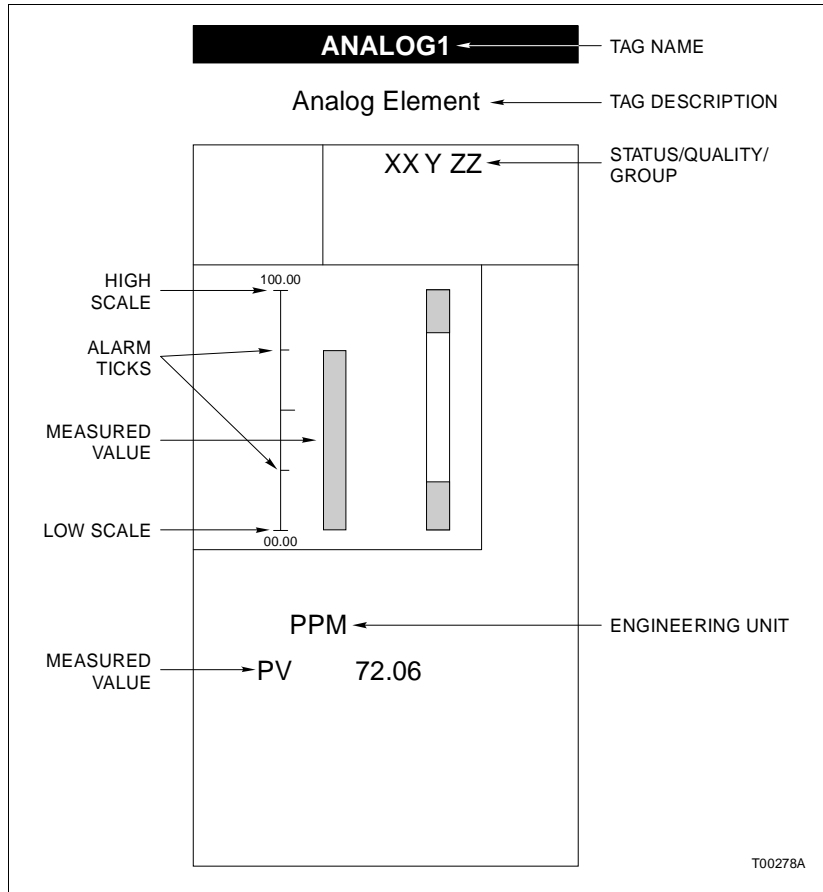 ANALOG1
TAG NAME
Analog Element
TAG DESCRIPTION
XX Y ZZ
STATUS/QUALITY/
GROUP
HIGH
SCALE
100.00
ALARM
TICKS
MEASURED
VALUE
LOW SCALE
00.00
PPM
ENGINEERING UNIT
MEASURED
VALUE
PV 72.06
T00278A